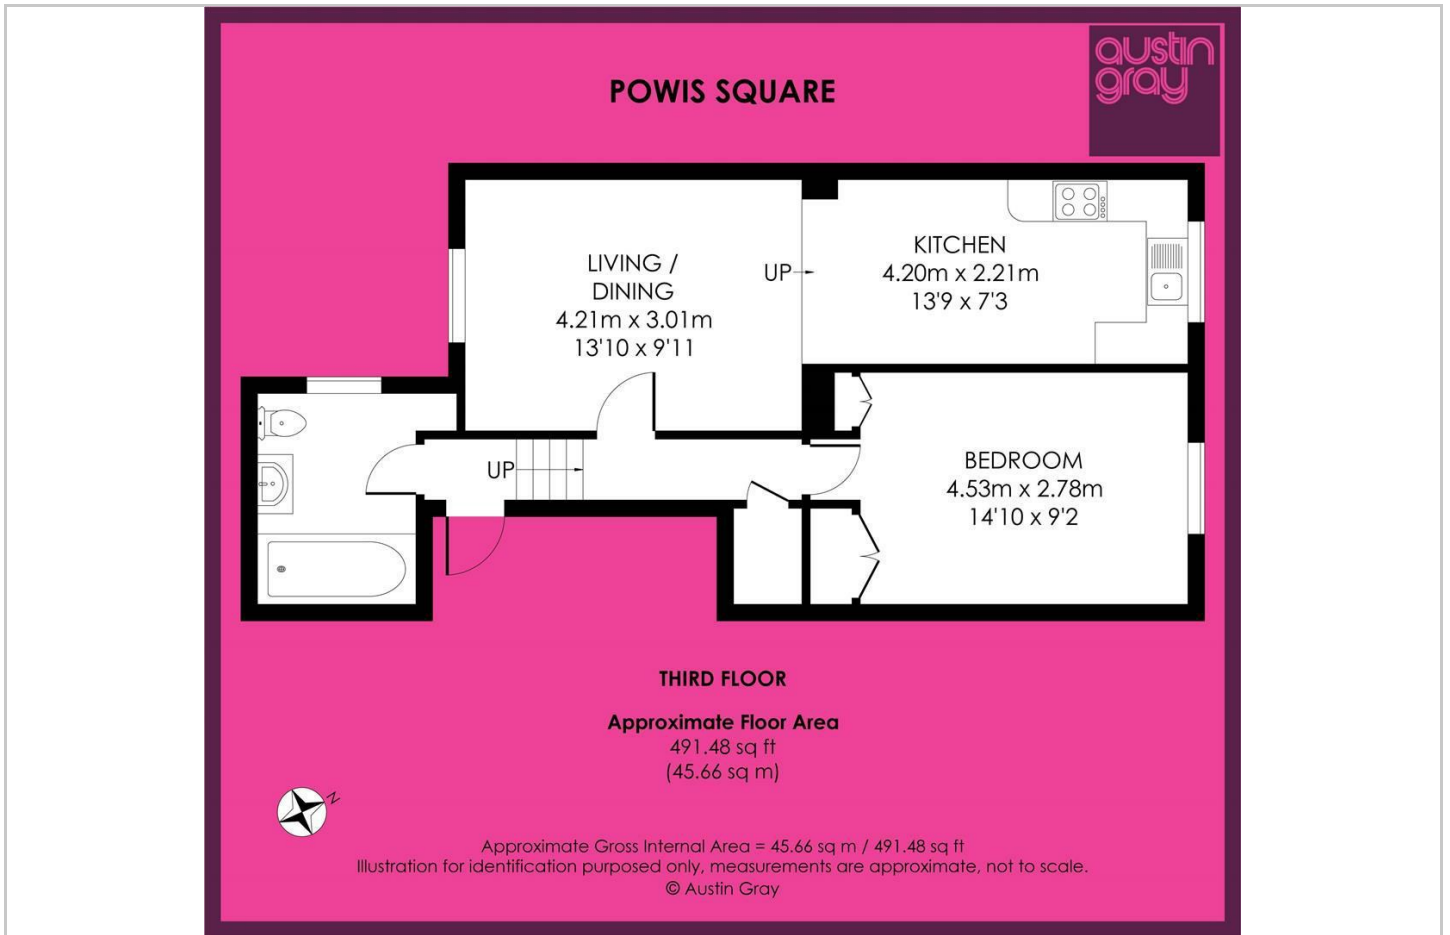 austin
gray
POWIS SQUARE
LIVING /
DINING
4.21m x 3.01m
13'10 x 9'11
UP
KITCHEN
4.20m x 2.21m
13'9 x 7'3
UP
BEDROOM
4.53m x 2.78m
14'10 x 9'2
THIRD FLOOR
Approximate Floor Area
491.48 sq ft
(45.66 sq m)
N
Approximate Gross Internal Area = 45.66 sq m / 491.48 sq ft
Illustration for identification purposed only, measurements are approximate, not to scale.
© Austin Gray